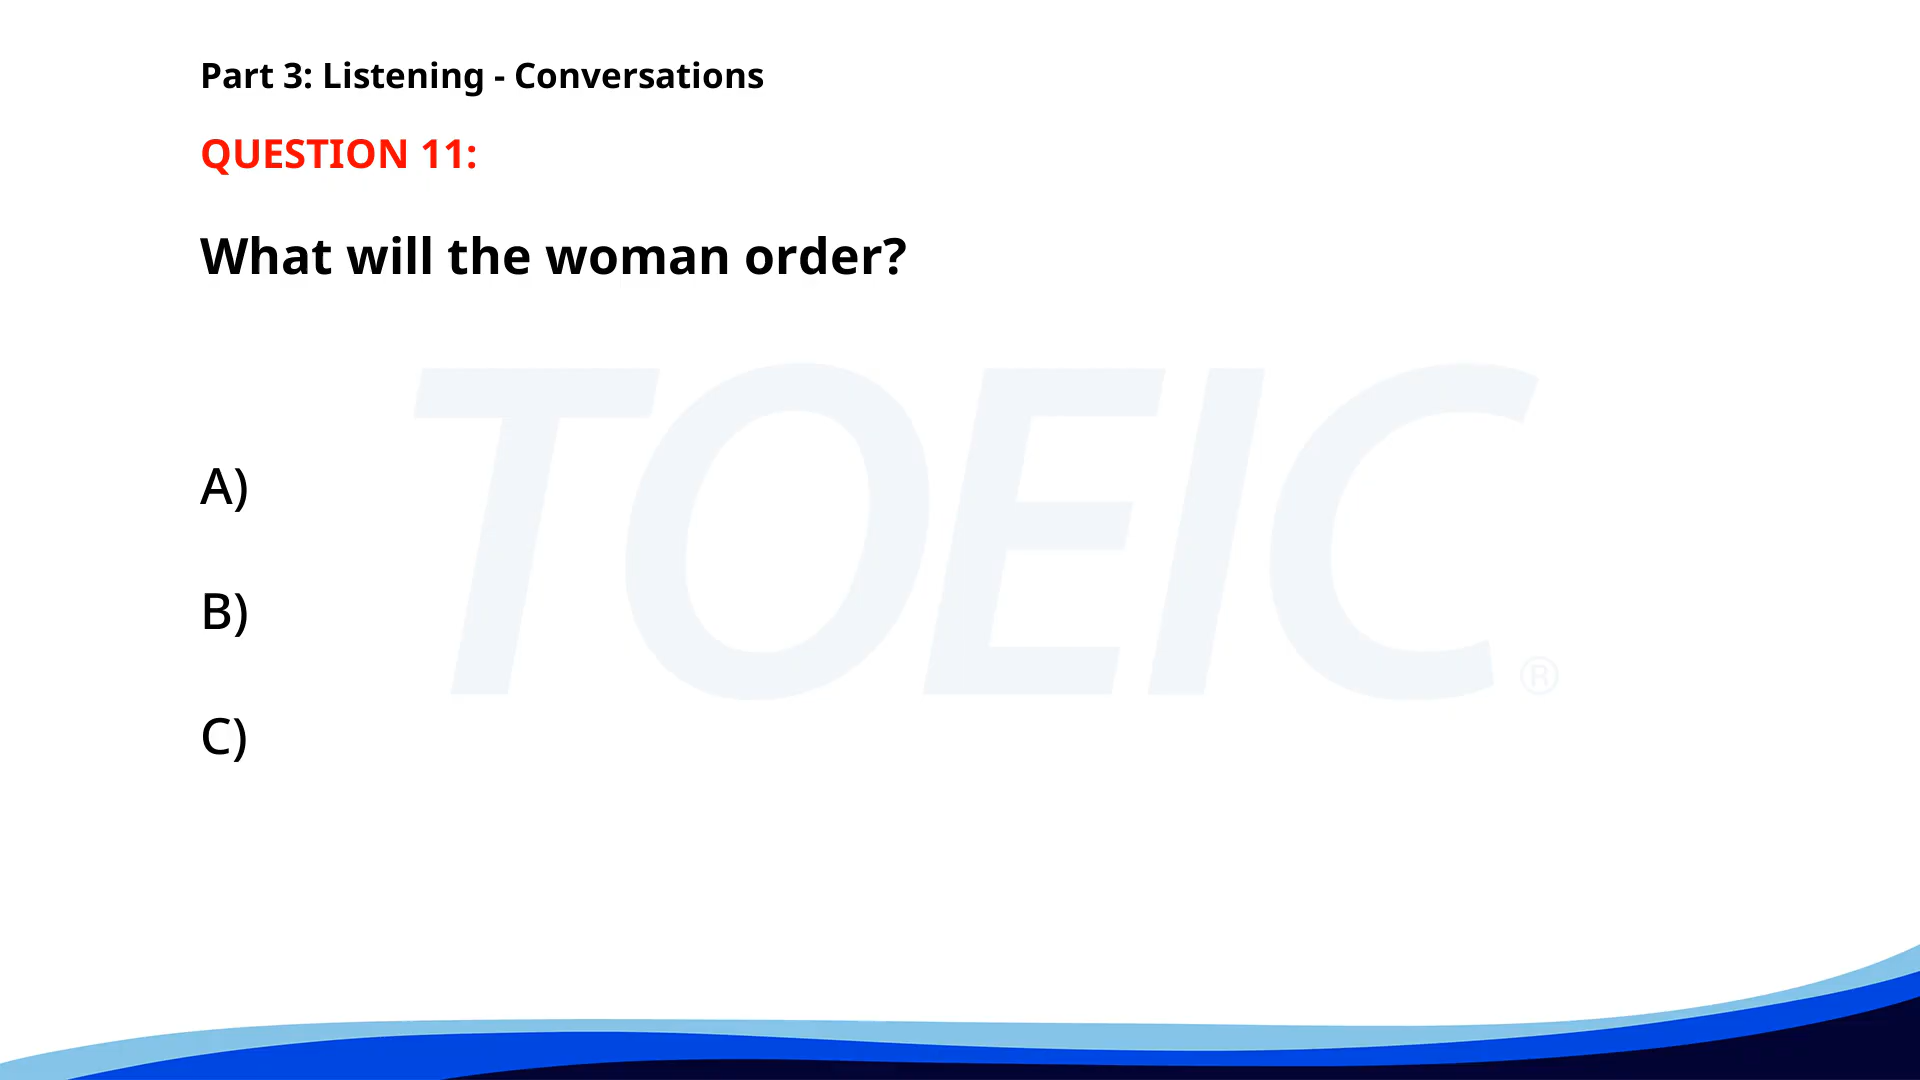 Part 3: Listening - Conversations
QUESTION 11:
What will the woman order?
TOEIC®
A)
B)
C)